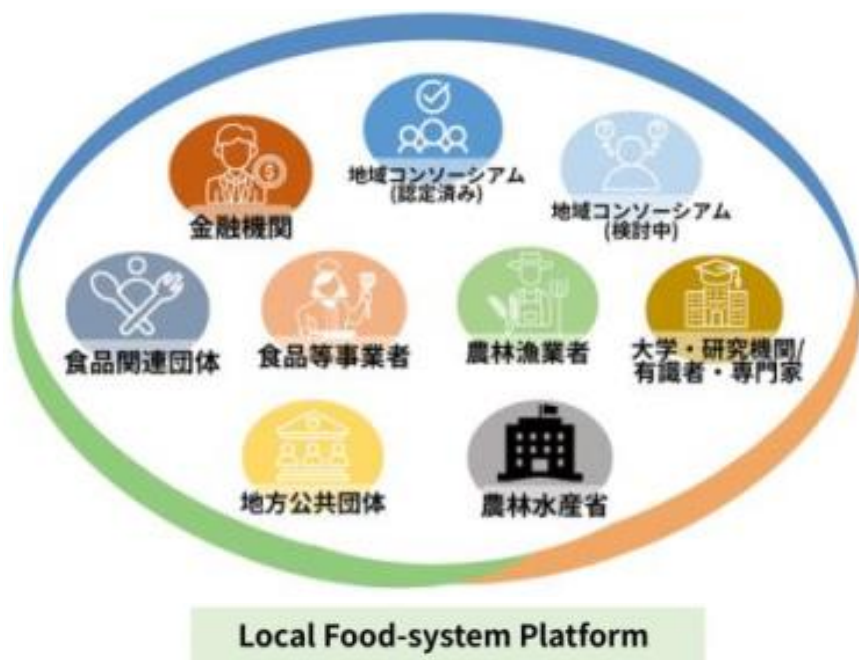 地域コンソーシアム
(認定済み)
金融機関
地域コンソーシアム
(検討中)
食品関連団体
食品等事業者
農林漁業者
大学・研究機関/
有識者・専門家
地方公共団体
農林水産省
Local Food-system Platform